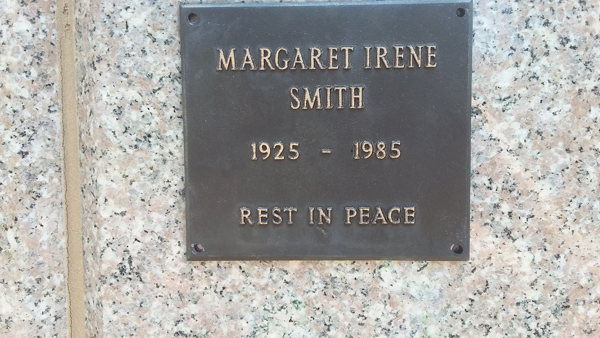 MARGARET IRENE
SMITH
1925 - 1985
REST IN PEACE